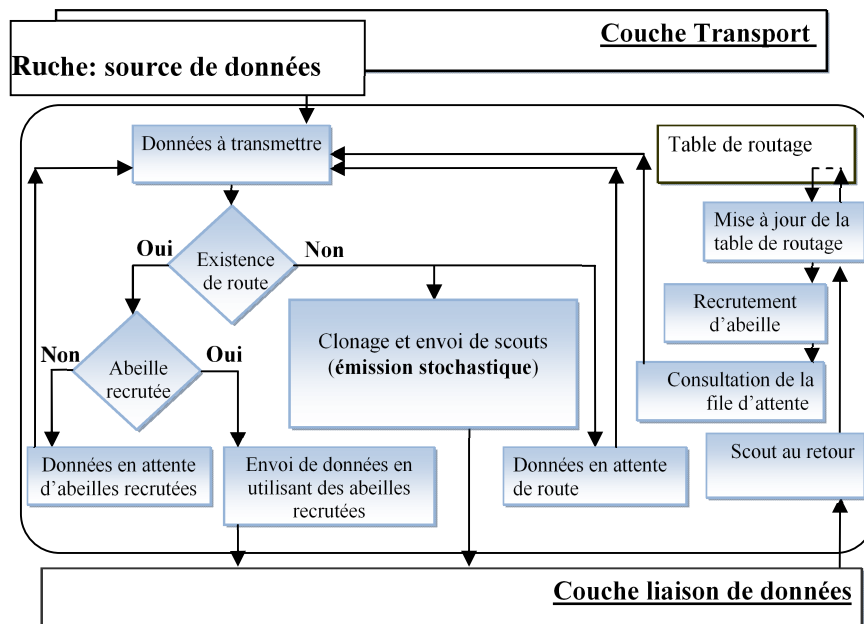 Couche Transport
Ruche: source de données
Données à transmettre
Table de routage
Mise à jour de la
table de routage
Oui
Non
Existence
de route
Recrutement
d'abeille
Clonage et envoi de scouts
(émission stochastique)
Non
Oui
Abeille
recrutée
Consultation de la
file d'attente
Données en attente
d'abeilles recrutées
Envoi de données en
utilisant des abeilles
recrutées
Données en attente
de route
Scout au retour
Couche liaison de données